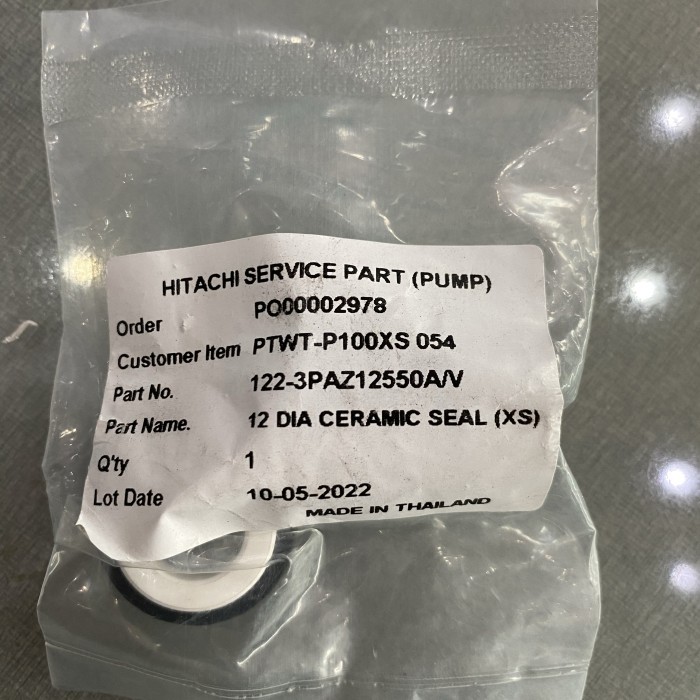 HITACHI SERVICE PART (PUMP)
Order PO00002978
Customer Item PTWT-P100XS 054
Part No. 122-3PAZ12550A/V
Part Name. 12 DIA CERAMIC SEAL (XS)
Q'ty 1
Lot Date 10-05-2022
MADE IN THAILAND